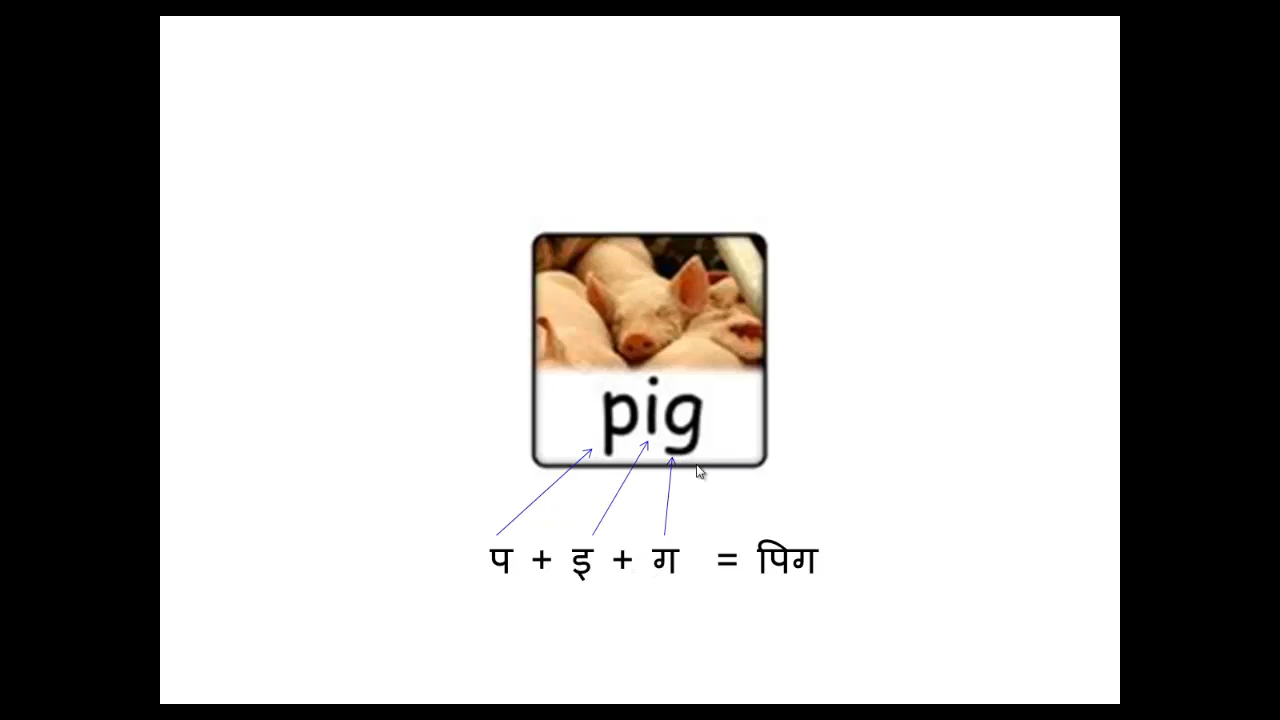 pig
प + इ + ग = पिग